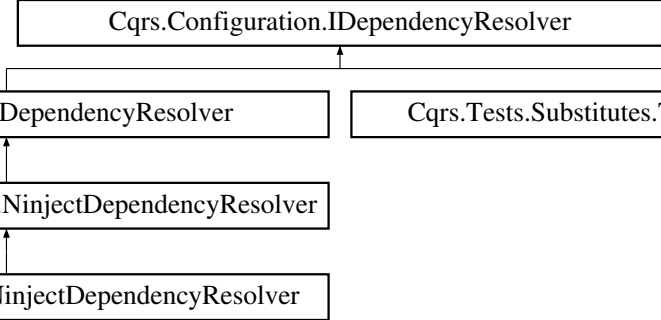 Cqrs.Configuration.IDependencyResolver
DependencyResolver Cqrs.Tests.Substitutes.
.NinjectDependencyResolver
NinjectDependencyResolver